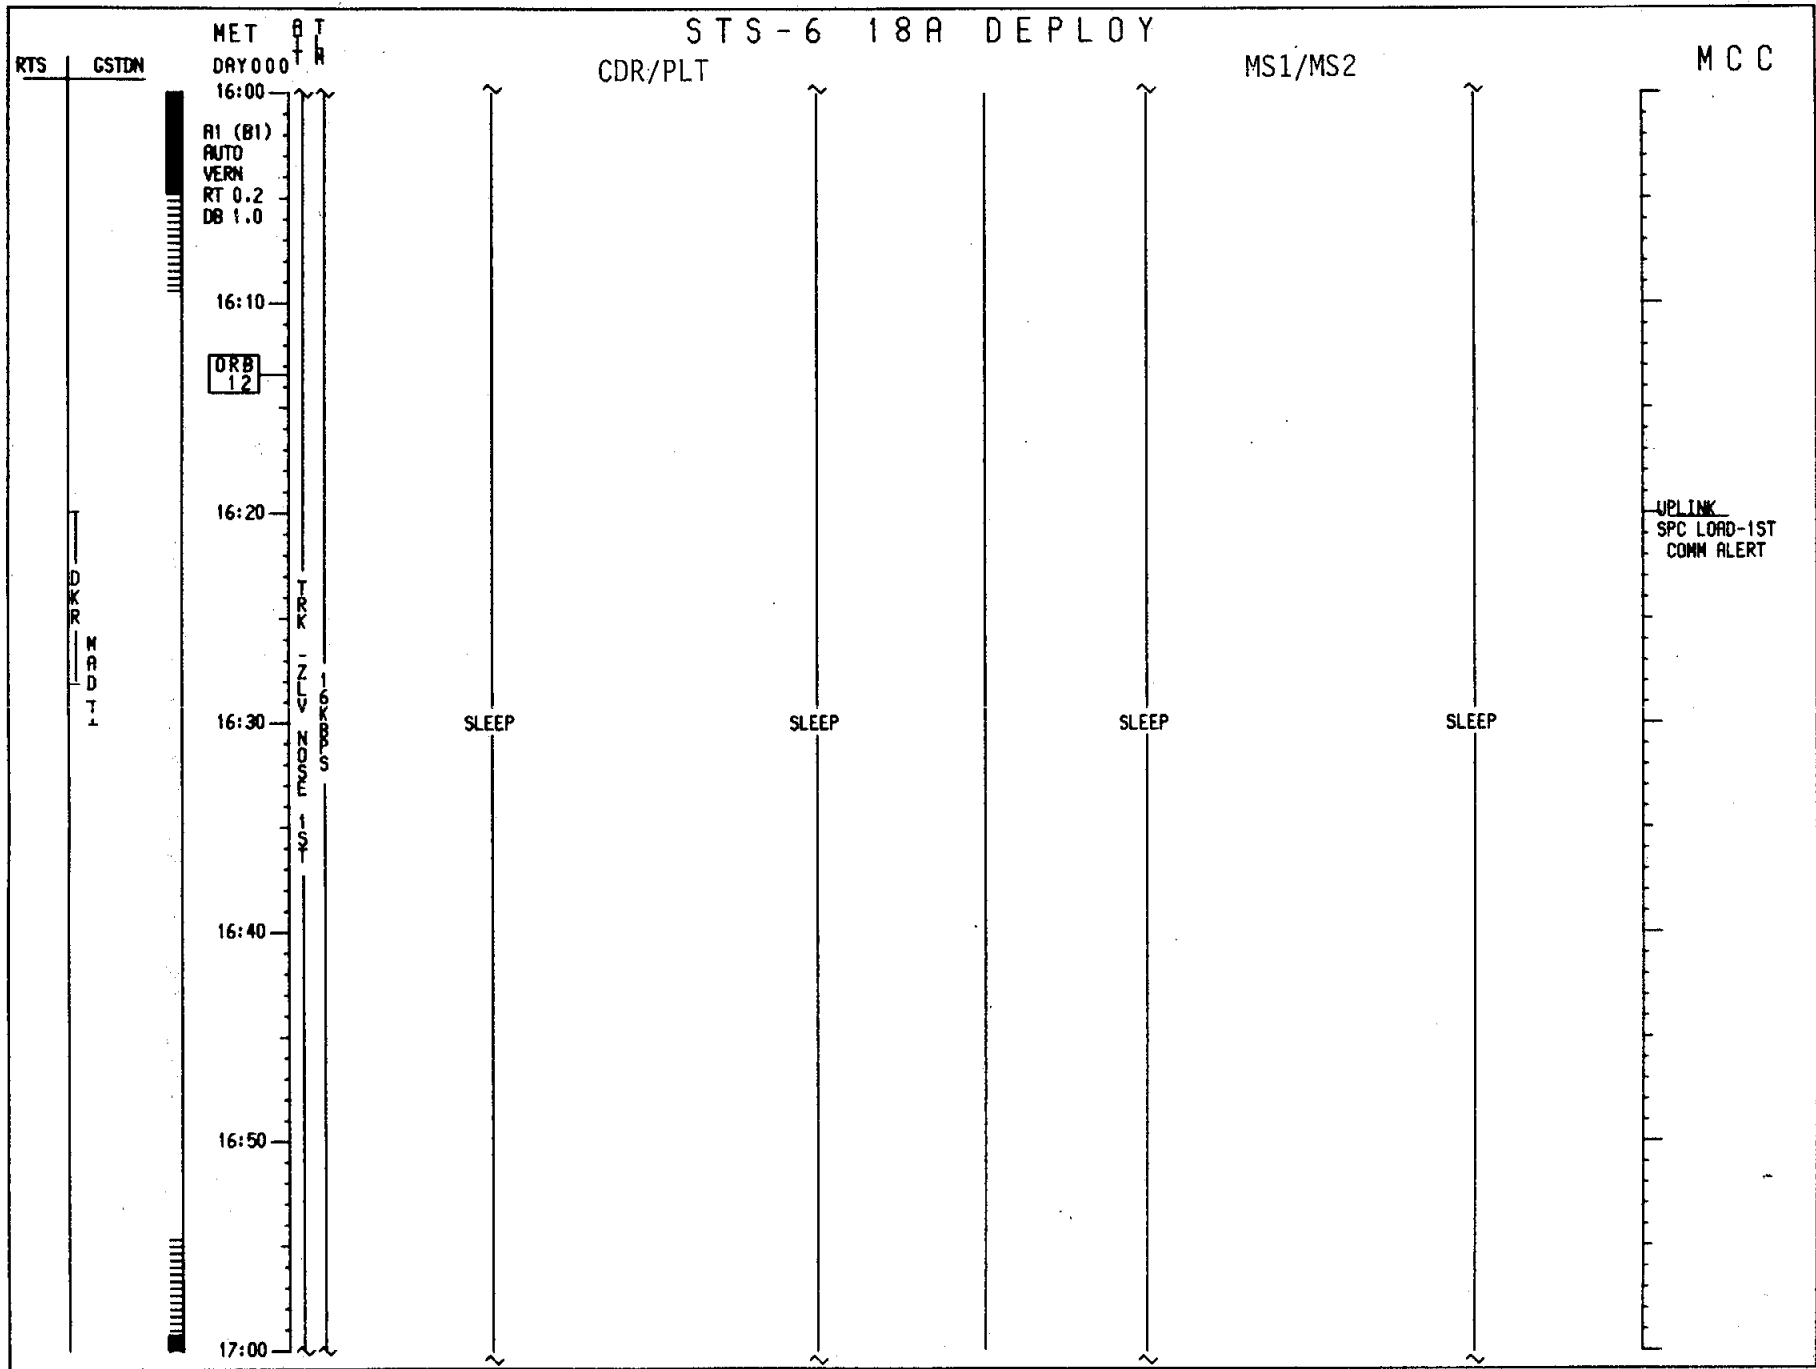 STS-6 18A DEPLOY
RTS GSTDN
MET
DAY000
ATT
TLR
CDR/PLT
MS1/MS2
MCC
16:00
A1 (B1)
AUTO
VERN
RT 0.2
DB 1.0
16:10
ORB
12
16:20
UPLINK
SPC LOAD-1ST
COMM ALERT
DKR
MAD
TRK -ZLV NOSE 1ST
16KBPS
16:30
SLEEP
SLEEP
SLEEP
SLEEP
16:40
16:50
17:00